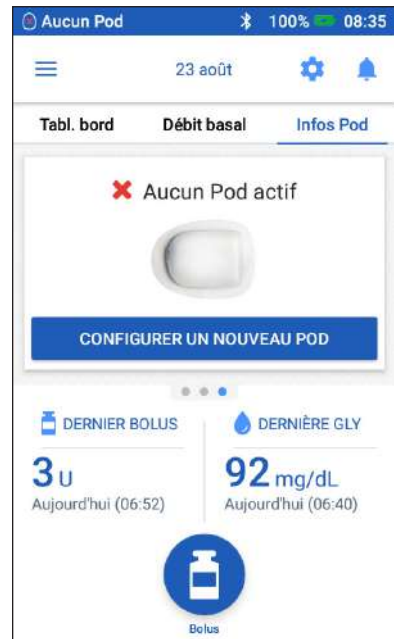 Aucun Pod 100% 08:35
23 août
Tabl. bord Débit basal Infos Pod
Aucun Pod actif
CONFIGURER UN NOUVEAU POD
DERNIER BOLUS DERNIÈRE GLY
3 U 92 mg/dL
Aujourd'hui (06:52) Aujourd'hui (06:40)
Bolus